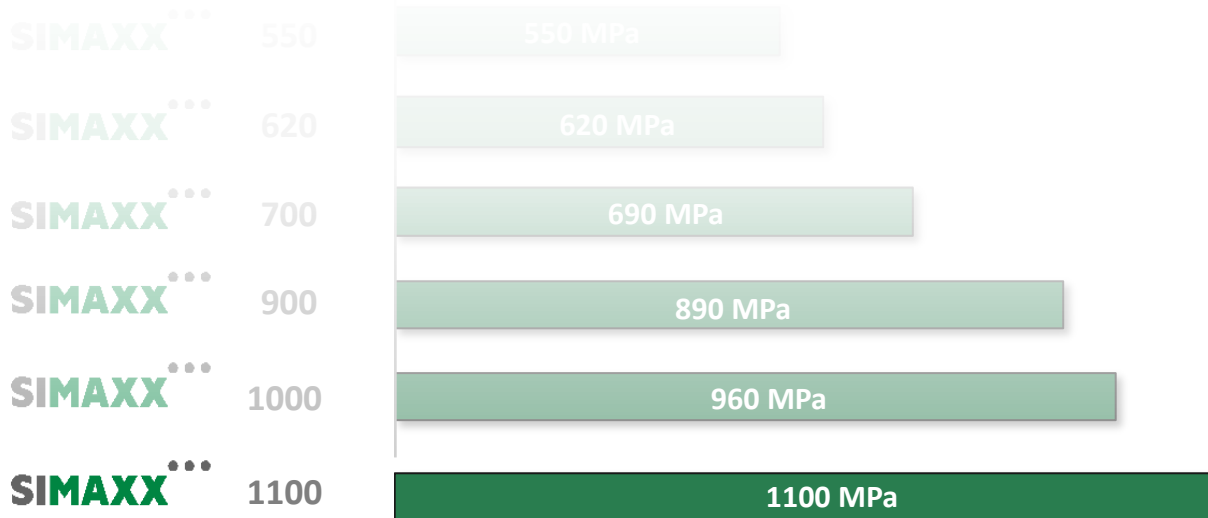 SIMAXX 550 550 MPa
SIMAXX 620 620 MPa
SIMAXX 700 690 MPa
SIMAXX 900 890 MPa
SIMAXX 1000 960 MPa
SIMAXX 1100 1100 MPa